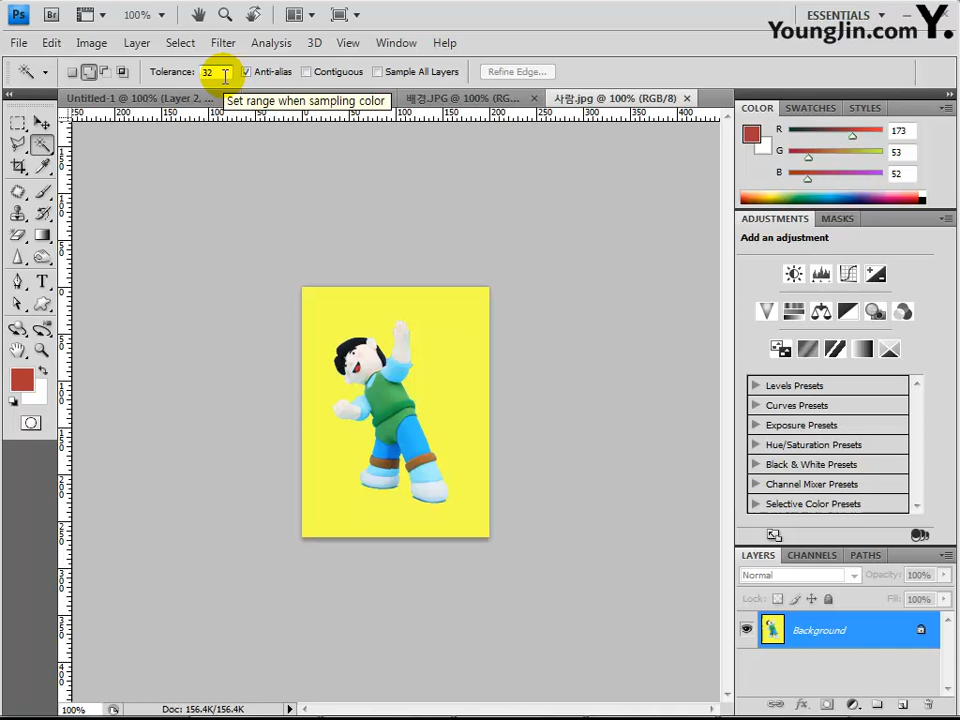 Ps Br 100% ESSENTIALS
YoungJin.com Y.
File Edit Image Layer Select Filter Analysis 3D View Window Help
Tolerance: 32 Anti-alias Contiguous Sample All Layers Refine Edge...
Set range when sampling color
Untitled-1 @ 100% (Layer 2, ... 배경.JPG @ 100% (RG... × 사람.jpg @ 100% (RGB/8) ×
COLOR SWATCHES STYLES
R 173
G 53
B 52
ADJUSTMENTS MASKS
Add an adjustment
Levels Presets
Curves Presets
Exposure Presets
Hue/Saturation Presets
Black & White Presets
Channel Mixer Presets
Selective Color Presets
LAYERS CHANNELS PATHS
Normal Opacity: 100%
Lock: Fill: 100%
Background
100% Doc: 156.4K/156.4K